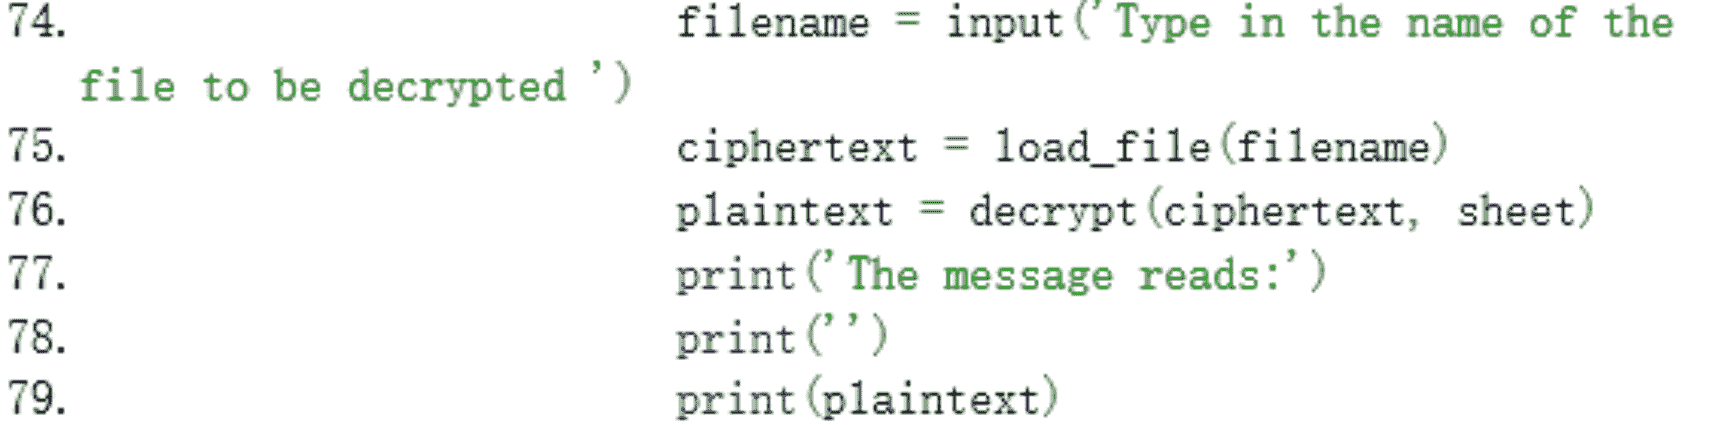 74. filename = input('Type in the name of the
file to be decrypted ')
75. ciphertext = load_file(filename)
76. plaintext = decrypt(ciphertext, sheet)
77. print('The message reads:')
78. print('')
79. print(plaintext)